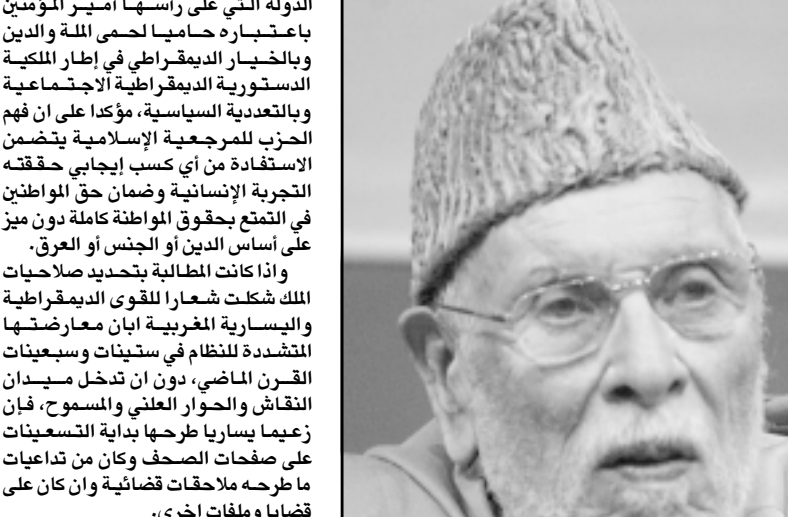 الدولة التي على رأسها أمير المؤمنين
باعتباره حاميا لحمى الملة والدين
وبالخيار الديمقراطي في إطار الملكية
الدستورية الديمقراطية الاجتماعية
وبالتعددية السياسية، مؤكدا على ان فهم
الحزب للمرجعية الإسلامية يتضمن
الاستفادة من أي كسب إيجابي حققته
التجربة الإنسانية وضمان حق المواطنين
في التمتع بحقوق المواطنة كاملة دون ميز
على أساس الدين أو الجنس أو العرق.
واذا كانت المطالبة بتحديد صلاحيات
الملك شكلت شعارا للقوى الديمقراطية
واليسارية المغربية ابان معارضتها
المتشددة للنظام في ستينات وسبعينات
القرن الماضي، دون ان تدخل ميدان
النقاش والحوار العلني والمسموح، فإن
زعيما يساريا طرحها بداية التسعينات
على صفحات الصحف وكان من تداعيات
ما طرحه ملاحقات قضائية وان كان على
قضايا وملفات اخرى.